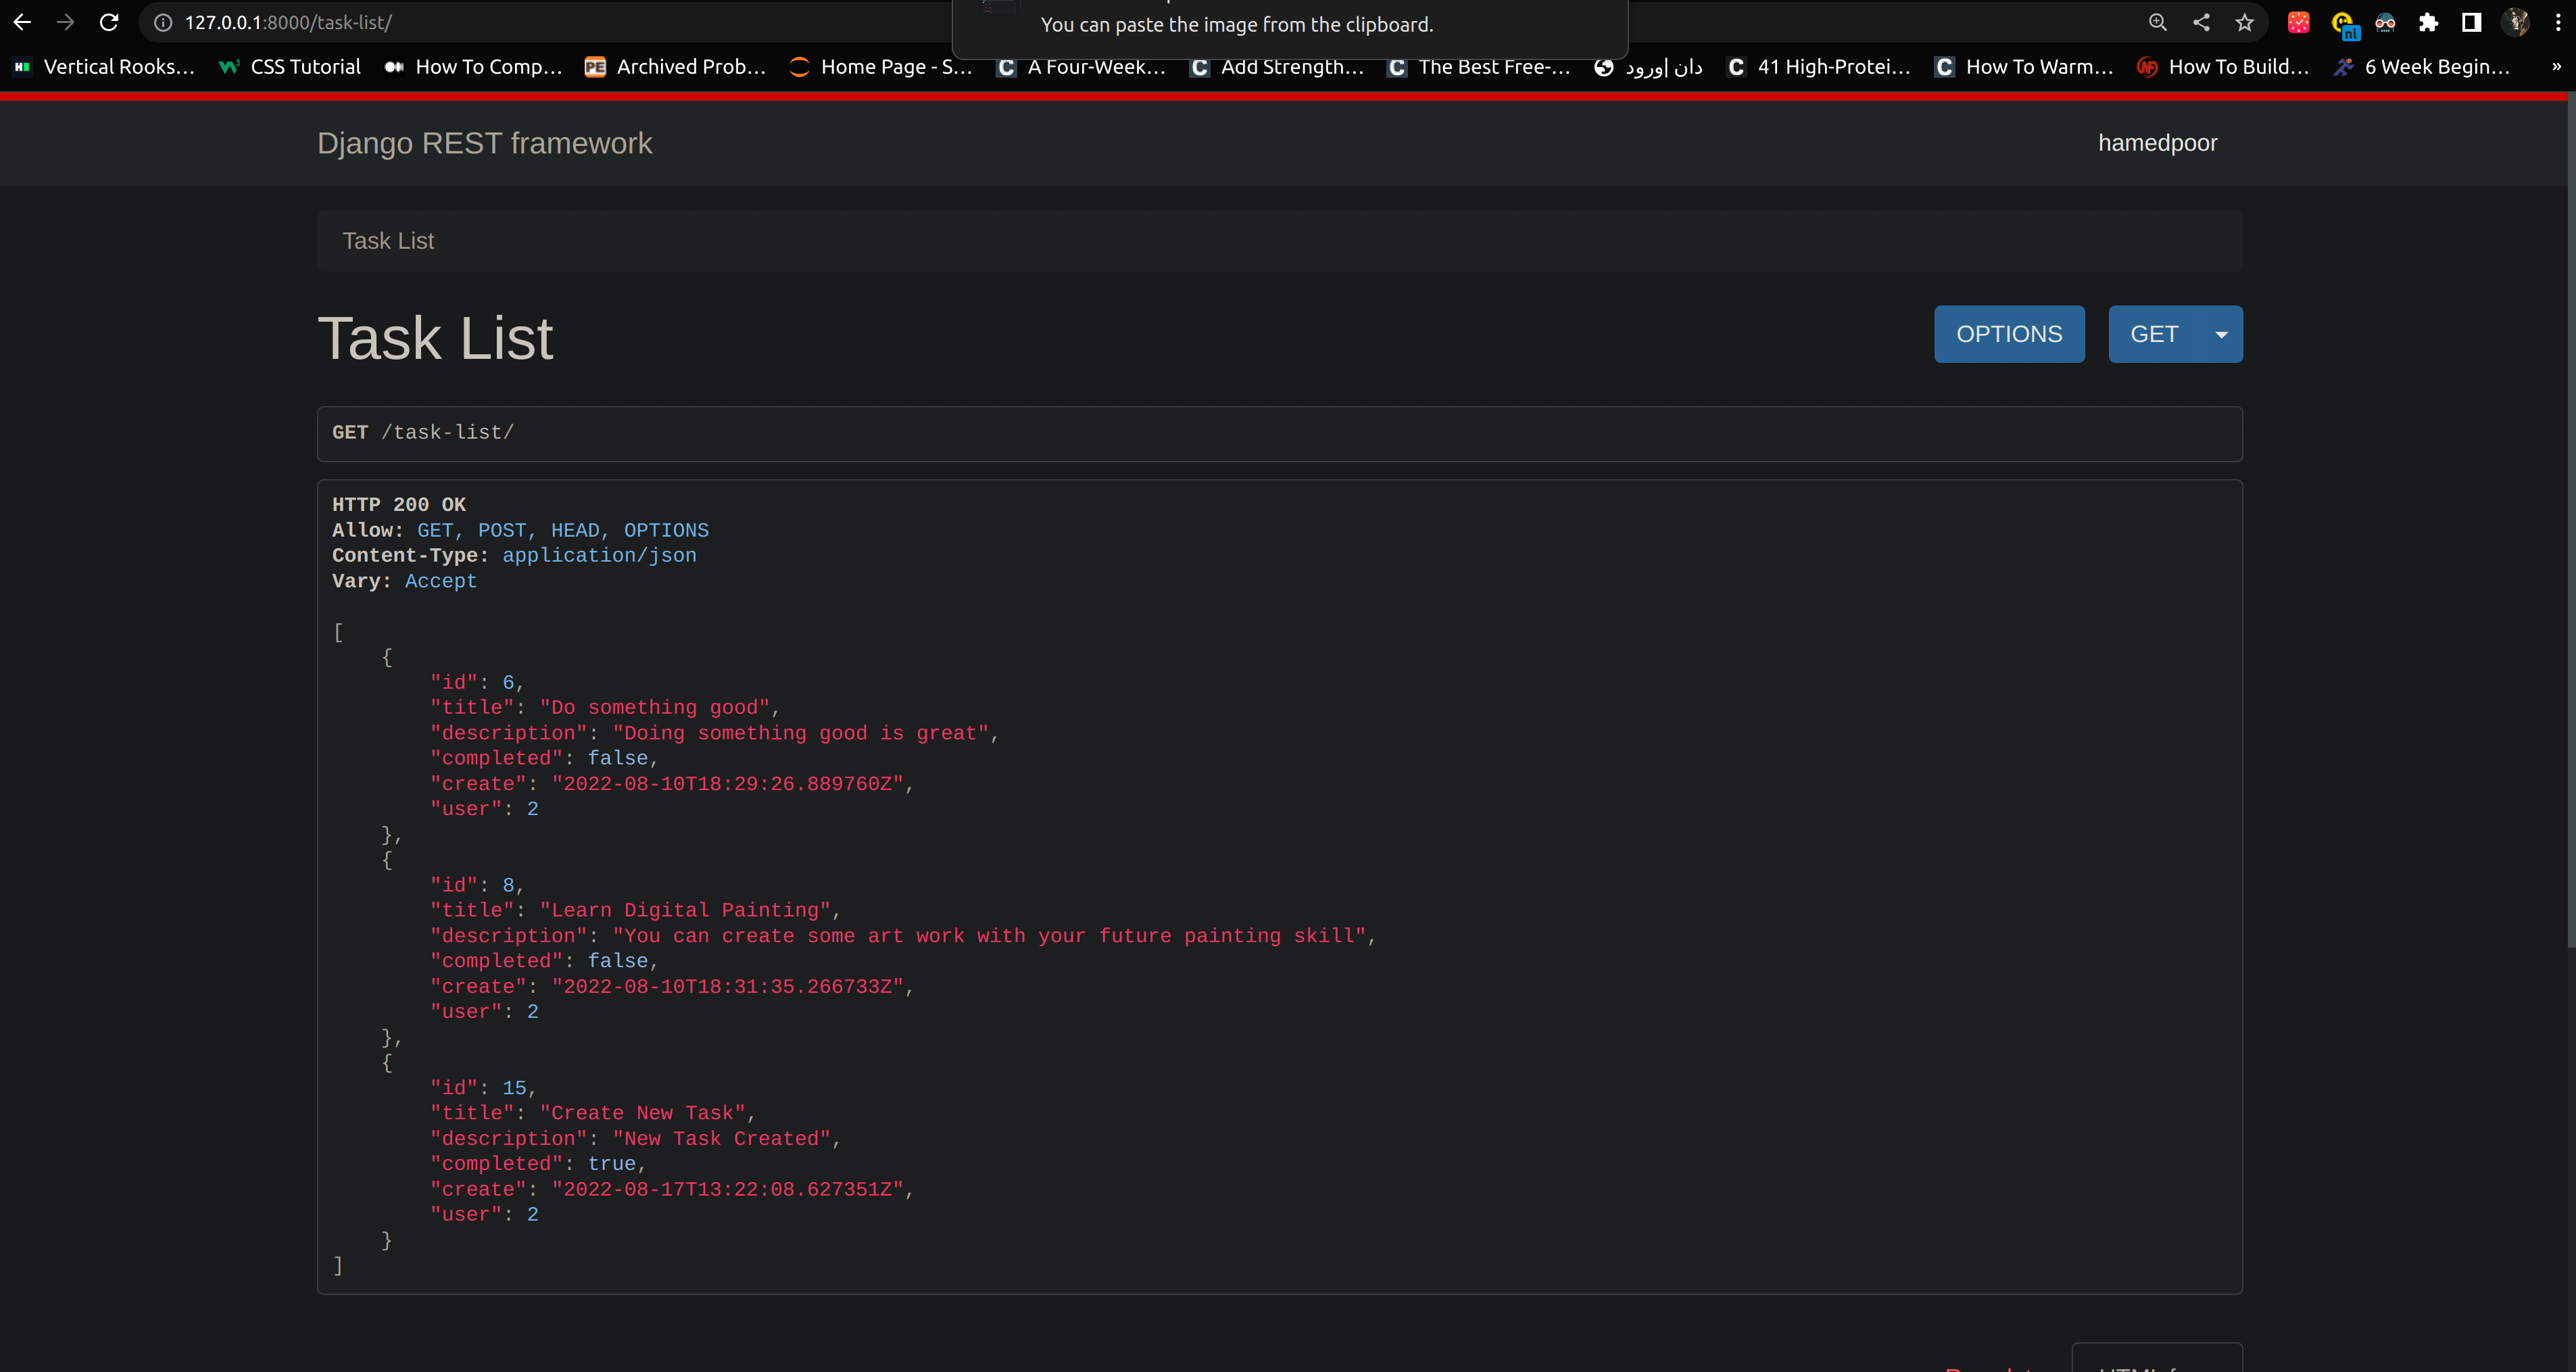 You can paste the image from the clipboard.
127.0.0.1:8000/task-list/
nl
Vertical Rooks... CSS Tutorial How To Comp... PE Archived Prob... Home Page - S... C A Four-Week... C Add Strength... C The Best Free-... دان |ورود C 41 High-Protei... C How To Warm... How To Build... 6 Week Begin... »
Django REST framework hamedpoor
Task List
Task List OPTIONS GET
GET /task-list/
HTTP 200 OK
Allow: GET, POST, HEAD, OPTIONS
Content-Type: application/json
Vary: Accept
[
{
"id": 6,
"title": "Do something good",
"description": "Doing something good is great",
"completed": false,
"create": "2022-08-10T18:29:26.889760Z",
"user": 2
},
{
"id": 8,
"title": "Learn Digital Painting",
"description": "You can create some art work with your future painting skill",
"completed": false,
"create": "2022-08-10T18:31:35.266733Z",
"user": 2
},
{
"id": 15,
"title": "Create New Task",
"description": "New Task Created",
"completed": true,
"create": "2022-08-17T13:22:08.627351Z",
"user": 2
}
]